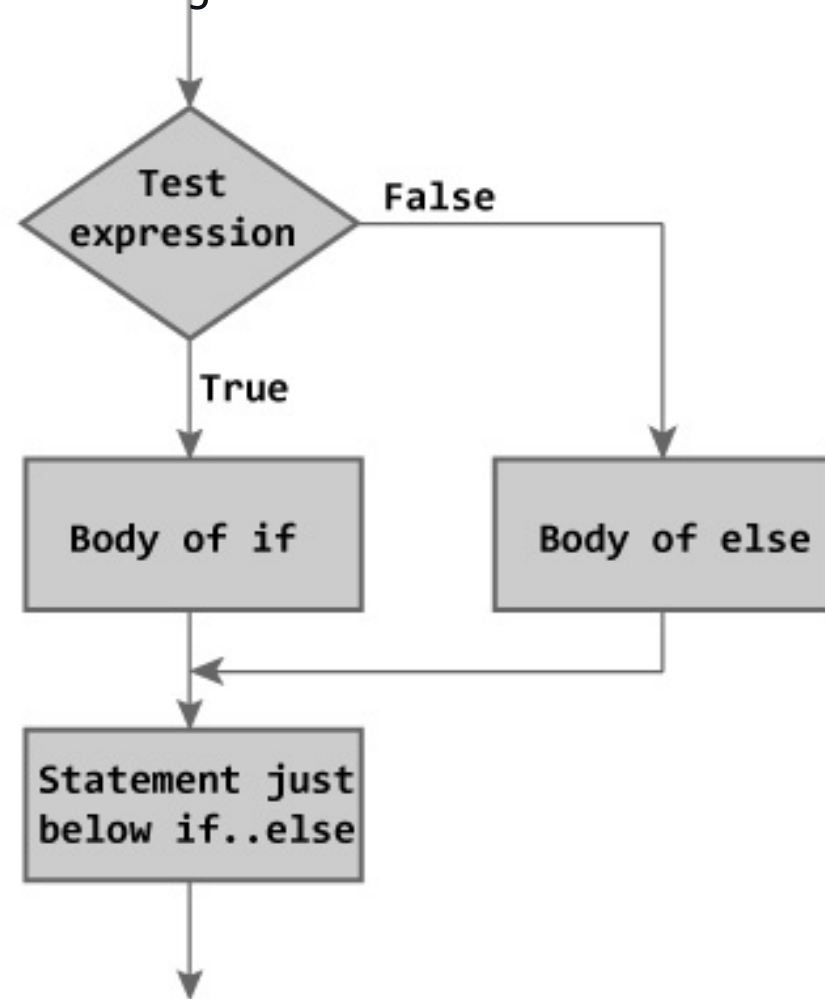 Test
expression
False
True
Body of if
Body of else
Statement just
below if..else